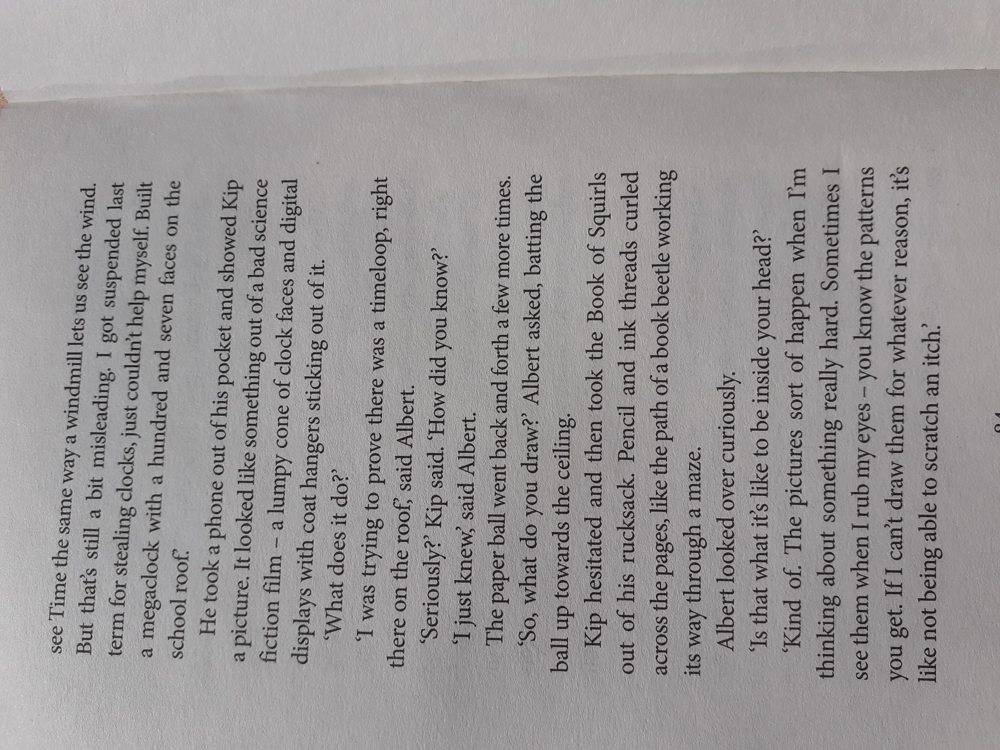 see Time the same way a windmill lets us see the wind.
But that’s still a bit misleading. I got suspended last
term for stealing clocks, just couldn’t help myself. Built
a megaclock with a hundred and seven faces on the
school roof.’
He took a phone out of his pocket and showed Kip
a picture. It looked like something out of a bad science
fiction film – a lumpy cone of clock faces and digital
displays with coat hangers sticking out of it.
‘What does it do?’
‘I was trying to prove there was a timeloop, right
there on the roof,’ said Albert.
‘Seriously?’ Kip said. ‘How did you know?’
‘I just knew,’ said Albert.
The paper ball went back and forth a few more times.
‘So, what do you draw?’ Albert asked, batting the
ball up towards the ceiling.
Kip hesitated and then took the Book of Squirls
out of his rucksack. Pencil and ink threads curled
across the pages, like the path of a book beetle working
its way through a maze.
Albert looked over curiously.
‘Is that what it’s like to be inside your head?’
‘Kind of. The pictures sort of happen when I’m
thinking about something really hard. Sometimes I
see them when I rub my eyes – you know the patterns
you get. If I can’t draw them for whatever reason, it’s
like not being able to scratch an itch.’